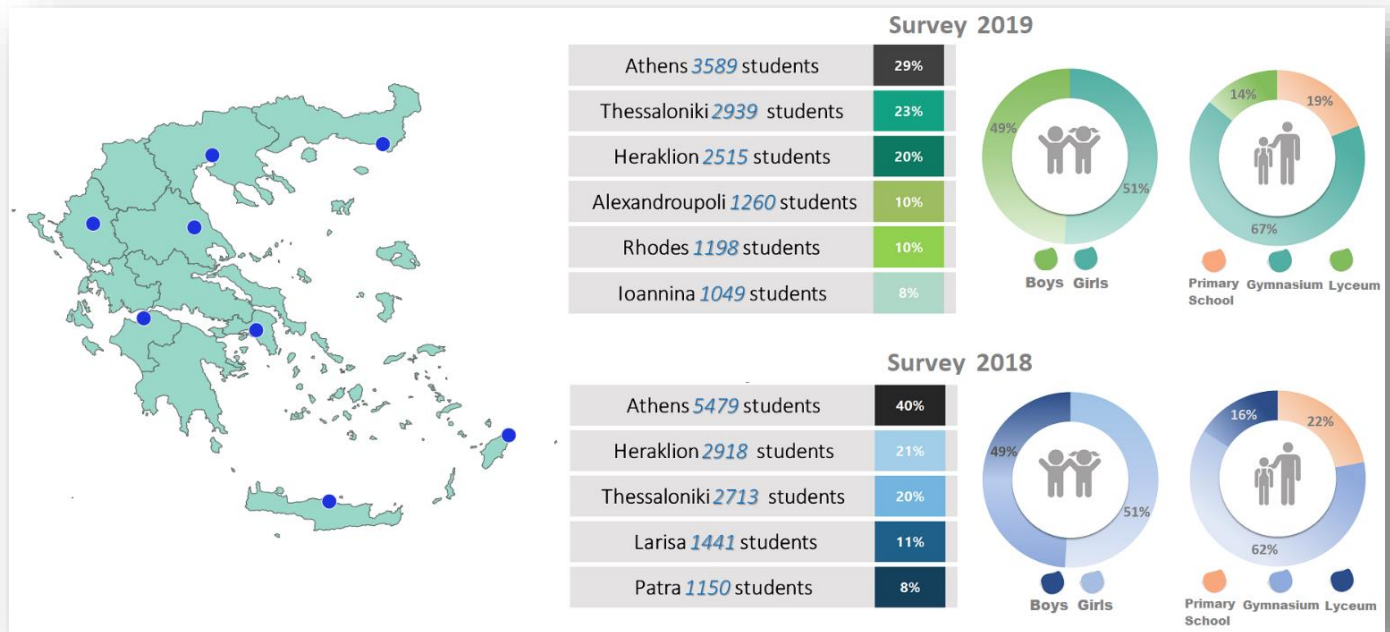 Survey 2019
Athens 3589 students 29%
Thessaloniki 2939 students 23%
Heraklion 2515 students 20%
Alexandroupoli 1260 students 10%
Rhodes 1198 students 10%
Ioannina 1049 students 8%
49%
51%
Boys Girls
14%
19%
67%
Primary School Gymnasium Lyceum
Survey 2018
Athens 5479 students 40%
Heraklion 2918 students 21%
Thessaloniki 2713 students 20%
Larisa 1441 students 11%
Patra 1150 students 8%
49%
51%
Boys Girls
16%
22%
62%
Primary School Gymnasium Lyceum